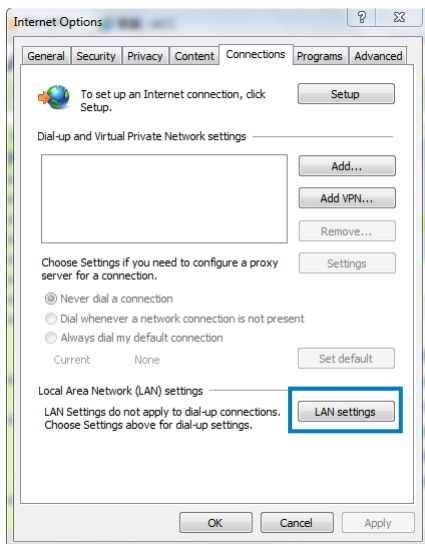 Internet Options
General Security Privacy Content Connections Programs Advanced
To set up an Internet connection, click
Setup.
Setup
Dial-up and Virtual Private Network settings
Add...
Add VPN...
Remove...
Choose Settings if you need to configure a proxy
server for a connection.
Settings
Never dial a connection
Dial whenever a network connection is not present
Always dial my default connection
Current None
Set default
Local Area Network (LAN) settings
LAN Settings do not apply to dial-up connections.
Choose Settings above for dial-up settings.
LAN settings
OK Cancel Apply